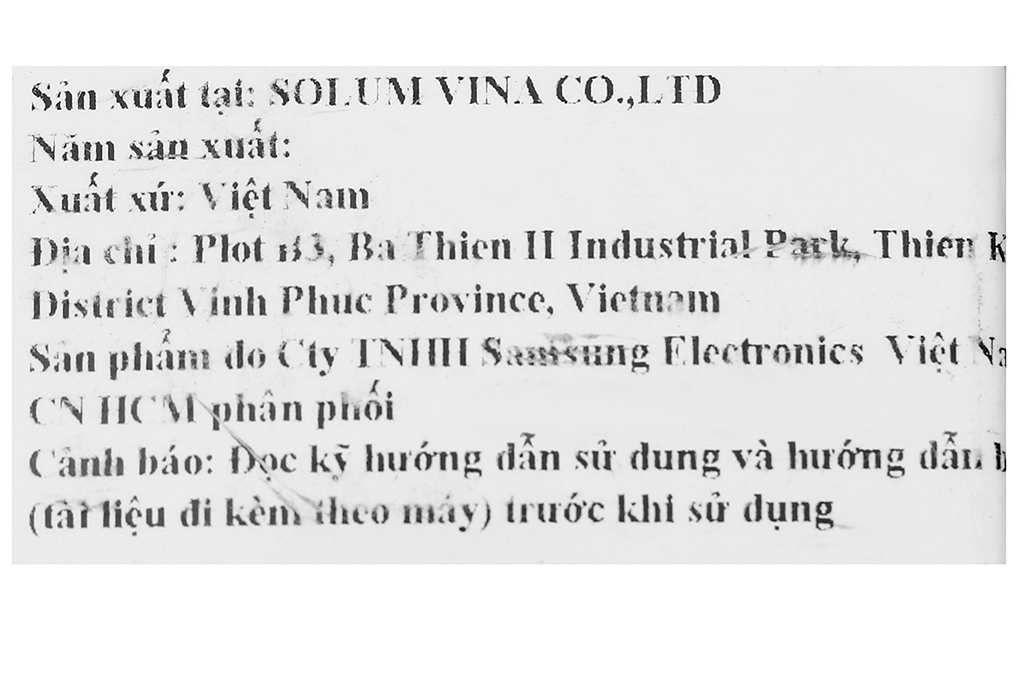 Sản xuất tại: SOLUM VINA CO.,LTD
Năm sản xuất:
Xuất xứ: Việt Nam
Địa chỉ : Plot B3, Ba Thien II Industrial Park, Thien K
District Vinh Phuc Province, Vietnam
Sản phẩm do Cty TNHH Samsung Electronics Việt Na
CN HCM phân phối
Cảnh báo: Đọc kỹ hướng dẫn sử dung và hướng dẫn
(tài liệu đi kèm theo máy) trước khi sử dụng